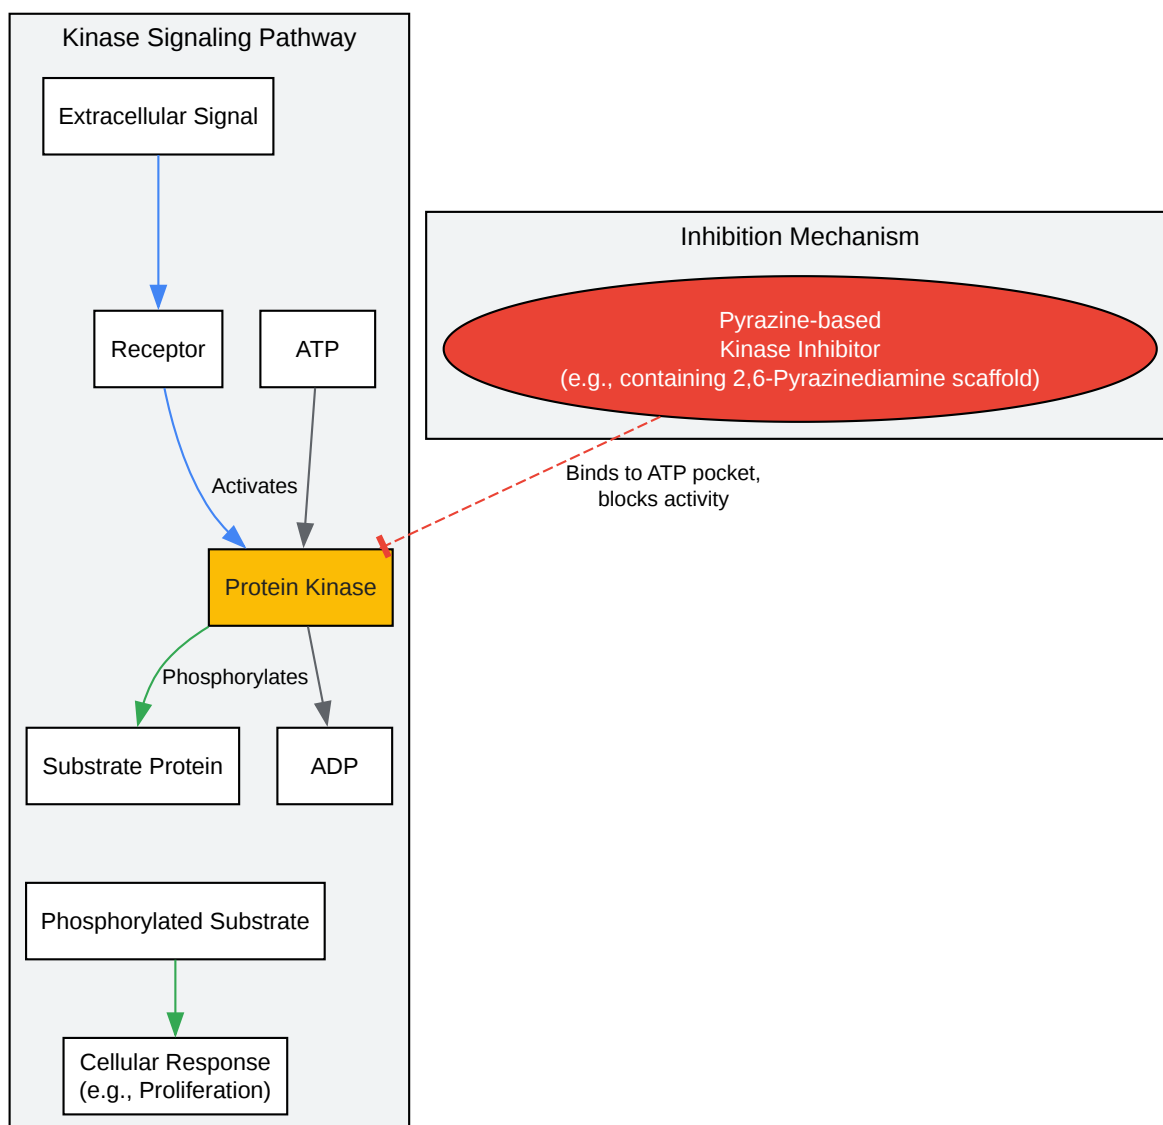 Kinase Signaling Pathway
Extracellular Signal
Inhibition Mechanism
Pyrazine-based
Kinase Inhibitor
(e.g., containing 2,6-Pyrazinediamine scaffold)
Receptor
ATP
Binds to ATP pocket,
blocks activity
Activates
Protein Kinase
Phosphorylates
Substrate Protein
ADP
Phosphorylated Substrate
Cellular Response
(e.g., Proliferation)